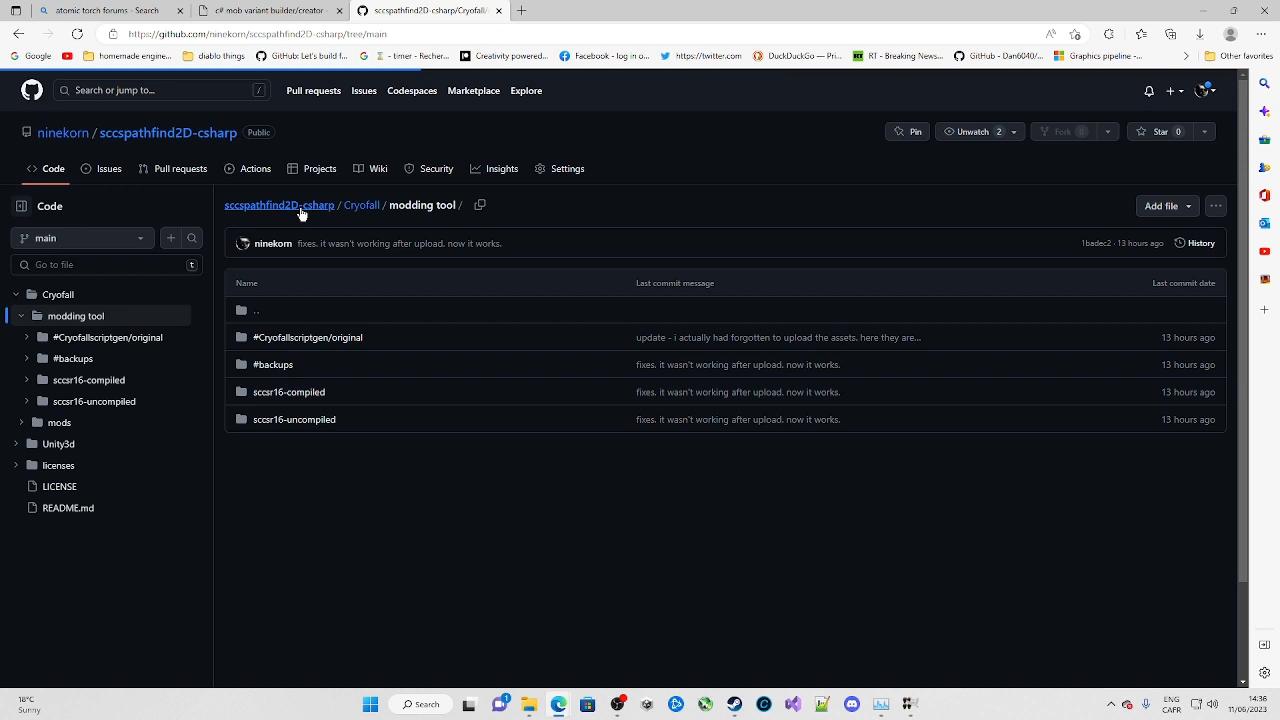 atomic torch forums - Search
c# mob variant builder/creator -
sccspathfind2D-csharp/Cryofall/
https://github.com/ninekorn/sccspathfind2D-csharp/tree/main
Google
homemade engine...
diablo things
GitHub Let's build f...
Ξ - timer - Recher...
Creativity powered...
Facebook - log in o...
https://twitter.com
DuckDuckGo — Priv...
RT - Breaking News...
GitHub - Dan6040/...
Graphics pipeline -...
Other favorites
Search or jump to...
/
Pull requests
Issues
Codespaces
Marketplace
Explore
ninekorn / sccspathfind2D-csharp
Public
Pin
Unwatch 2
Fork 0
Star 0
Code
Issues
Pull requests
Actions
Projects
Wiki
Security
Insights
Settings
Code
sccspathfind2D-csharp / Cryofall / modding tool /
Add file
main
ninekorn fixes. it wasn't working after upload. now it works.
1badec2 · 13 hours ago
History
Go to file
t
Name
Last commit message
Last commit date
Cryofall
..
modding tool
#Cryofallscriptgen/original
#Cryofallscriptgen/original
update - i actually had forgotten to upload the assets. here they are...
13 hours ago
#backups
#backups
fixes. it wasn't working after upload. now it works.
13 hours ago
sccsr16-compiled
sccsr16-compiled
fixes. it wasn't working after upload. now it works.
13 hours ago
sccsr16-uncompiled
sccsr16-uncompiled
fixes. it wasn't working after upload. now it works.
13 hours ago
mods
Unity3d
licenses
LICENSE
README.md
18°C
Sunny
Search
1
ENG
CAFR
14:36
11/06/2023